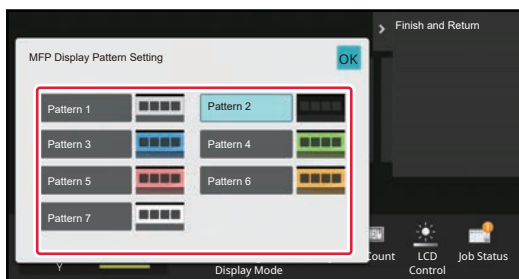 Finish and Return
MFP Display Pattern Setting
OK
Pattern 1
Pattern 2
Pattern 3
Pattern 4
Pattern 5
Pattern 6
Pattern 7
Y
Display Mode
Count
LCD
Control
Job Status